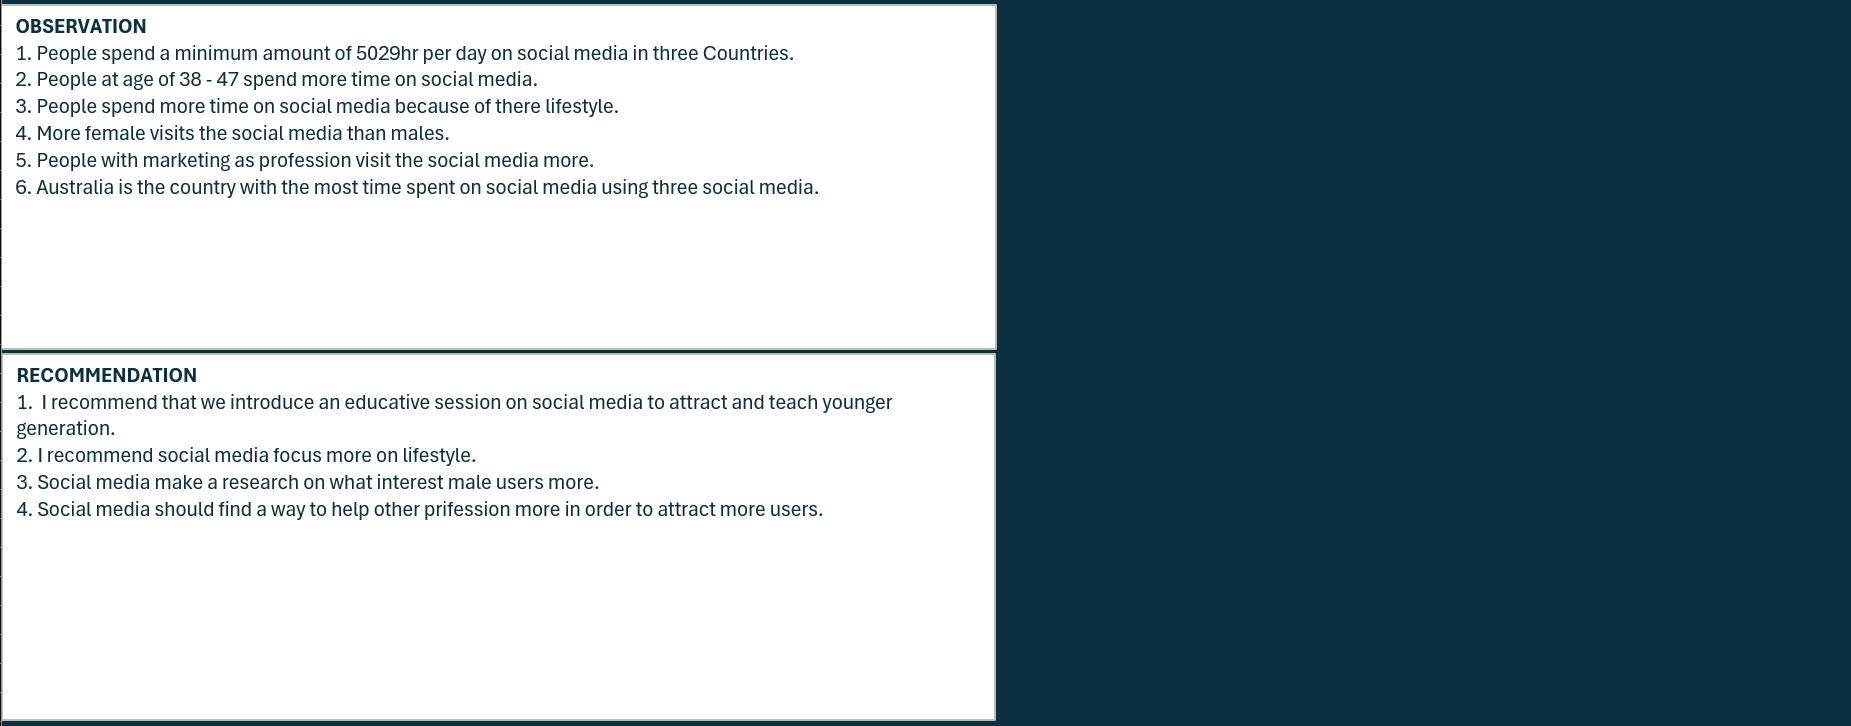 OBSERVATION
1. People spend a minimum amount of 5029hr per day on social media in three Countries.
2. People at age of 38 - 47 spend more time on social media.
3. People spend more time on social media because of there lifestyle.
4. More female visits the social media than males.
5. People with marketing as profession visit the social media more.
6. Australia is the country with the most time spent on social media using three social media.
RECOMMENDATION
1.  I recommend that we introduce an educative session on social media to attract and teach younger
generation.
2. I recommend social media focus more on lifestyle.
3. Social media make a research on what interest male users more.
4. Social media should find a way to help other prifession more in order to attract more users.